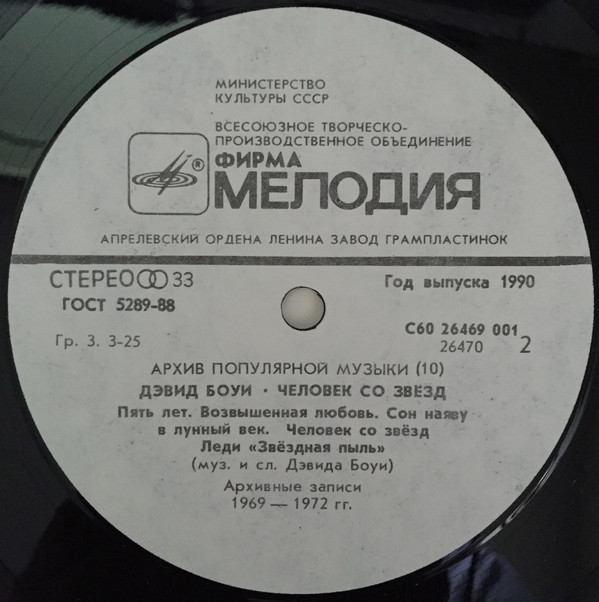 МИНИСТЕРСТВО
КУЛЬТУРЫ СССР
ВСЕСОЮЗНОЕ ТВОРЧЕСКО-
ПРОИЗВОДСТВЕННОЕ ОБЪЕДИНЕНИЕ
®
ФИРМА
МЕЛОДИЯ
АПРЕЛЕВСКИЙ ОРДЕНА ЛЕНИНА ЗАВОД ГРАМПЛАСТИНОК
СТЕРЕО 33
Год выпуска 1990
ГОСТ 5289-88
С60 26469 001
Гр. 3. 3-25
26470 2
АРХИВ ПОПУЛЯРНОЙ МУЗЫКИ (10)
ДЭВИД БОУИ · ЧЕЛОВЕК СО ЗВЁЗД
Пять лет. Возвышенная любовь. Сон наяву
в лунный век. Человек со звёзд
Леди «Звёздная пыль»
(муз. и сл. Дэвида Боуи)
Архивные записи
1969 — 1972 гг.